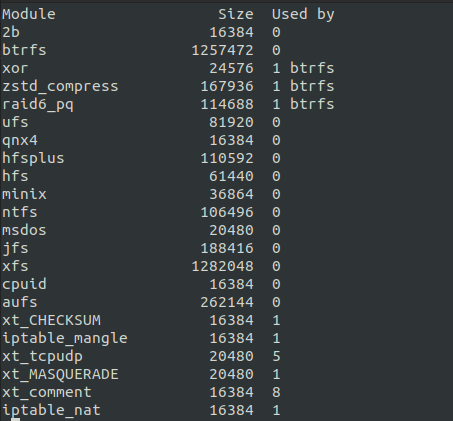 Module                  Size  Used by
2b                     16384  0
btrfs                1257472  0
xor                    24576  1 btrfs
zstd_compress         167936  1 btrfs
raid6_pq              114688  1 btrfs
ufs                    81920  0
qnx4                   16384  0
hfsplus               110592  0
hfs                    61440  0
minix                  36864  0
ntfs                  106496  0
msdos                  20480  0
jfs                   188416  0
xfs                  1282048  0
cpuid                  16384  0
aufs                  262144  0
xt_CHECKSUM            16384  1
iptable_mangle         16384  1
xt_tcpudp              20480  5
xt_MASQUERADE          20480  1
xt_comment             16384  8
iptable_nat            16384  1